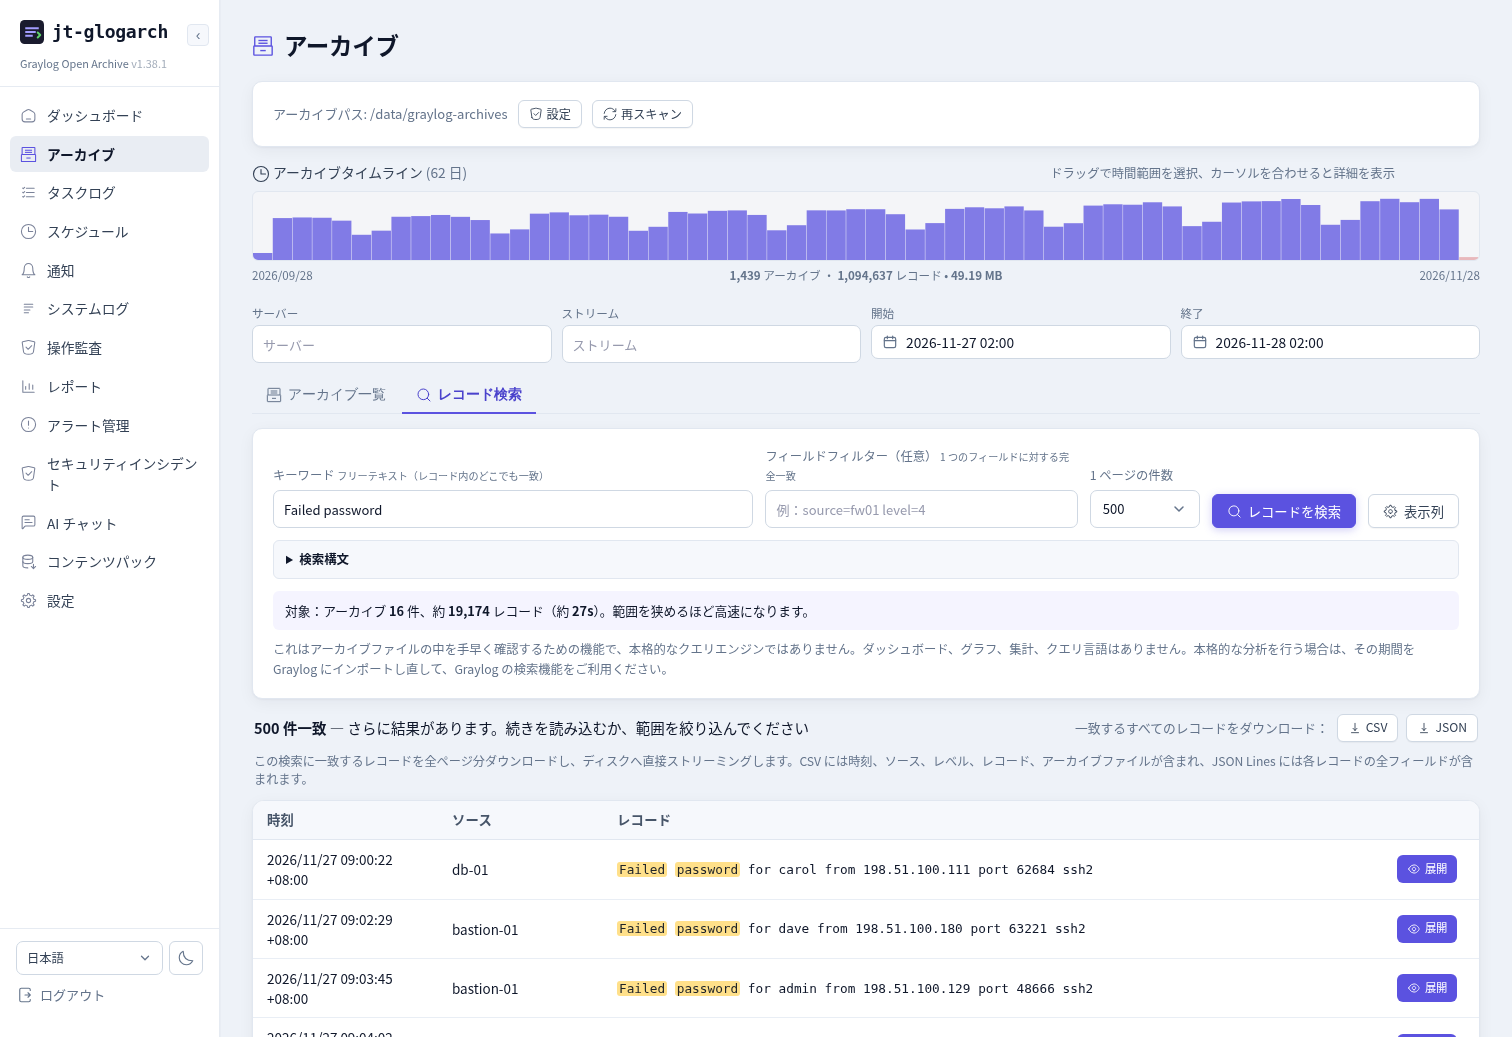 jt-glogarch
‹
Graylog Open Archive v1.38.1
ダッシュボード
アーカイブ
タスクログ
スケジュール
通知
システムログ
操作監査
レポート
アラート管理
セキュリティインシデン
ト
AI チャット
コンテンツパック
設定
日本語
ログアウト
アーカイブ
アーカイブパス: /data/graylog-archives
設定
再スキャン
アーカイブタイムライン (62 日)
ドラッグで時間範囲を選択、カーソルを合わせると詳細を表示
2026/09/28
1,439 アーカイブ ・ 1,094,637 レコード • 49.19 MB
2026/11/28
サーバー
ストリーム
開始
終了
サーバー
ストリーム
2026-11-27 02:00
2026-11-28 02:00
アーカイブ一覧
レコード検索
キーワード フリーテキスト（レコード内のどこでも一致）
フィールドフィルター（任意） 1 つのフィールドに対する完
全一致
1 ページの件数
Failed password
例：source=fw01 level=4
500
レコードを検索
表示列
▶ 検索構文
対象：アーカイブ 16 件、約 19,174 レコード（約 27s）。範囲を狭めるほど高速になります。
これはアーカイブファイルの中を手早く確認するための機能で、本格的なクエリエンジンではありません。ダッシュボード、グラフ、集計、クエリ言語はありません。本格的な分析を行う場合は、その期間を
Graylog にインポートし直して、Graylog の検索機能をご利用ください。
500 件一致 — さらに結果があります。続きを読み込むか、範囲を絞り込んでください
一致するすべてのレコードをダウンロード：
CSV
JSON
この検索に一致するレコードを全ページ分ダウンロードし、ディスクへ直接ストリーミングします。CSV には時刻、ソース、レベル、レコード、アーカイブファイルが含まれ、JSON Lines には各レコードの全フィールドが含
まれます。
時刻
ソース
レコード
2026/11/27 09:00:22
+08:00
db-01
Failed password for carol from 198.51.100.111 port 62684 ssh2
展開
2026/11/27 09:02:29
+08:00
bastion-01
Failed password for dave from 198.51.100.180 port 63221 ssh2
展開
2026/11/27 09:03:45
+08:00
bastion-01
Failed password for admin from 198.51.100.129 port 48666 ssh2
展開